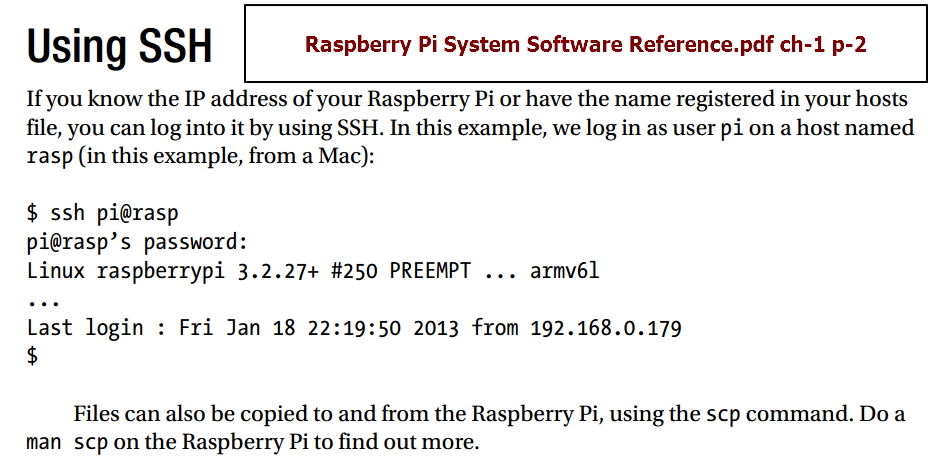 Using SSH
Raspberry Pi System Software Reference.pdf ch-1 p-2
If you know the IP address of your Raspberry Pi or have the name registered in your hosts
file, you can log into it by using SSH. In this example, we log in as user pi on a host named
rasp (in this example, from a Mac):
$ ssh pi@rasp
pi@rasp’s password:
Linux raspberrypi 3.2.27+ #250 PREEMPT ... armv6l
...
Last login : Fri Jan 18 22:19:50 2013 from 192.168.0.179
$
Files can also be copied to and from the Raspberry Pi, using the scp command. Do a
man scp on the Raspberry Pi to find out more.